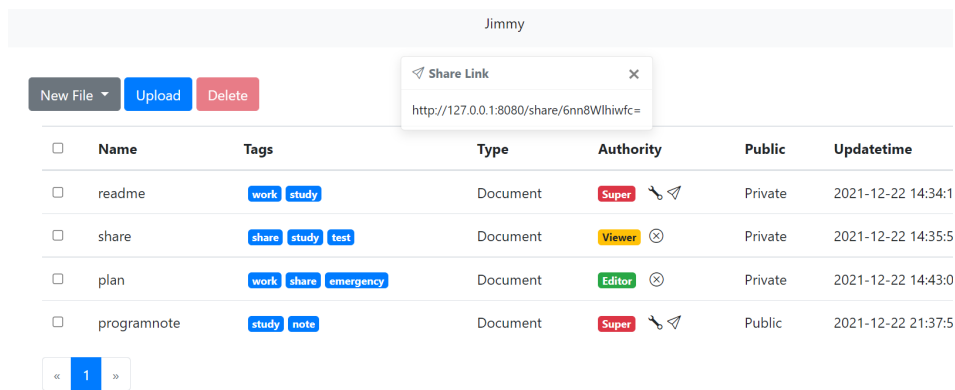 Jimmy
Share Link ×
New File Upload Delete
http://127.0.0.1:8080/share/6nn8Wlhiwfc=
Name Tags Type Authority Public Updatetime
readme work study Document Super Private 2021-12-22 14:34:1
share share study test Document Viewer Private 2021-12-22 14:35:5
plan work share emergency Document Editor Private 2021-12-22 14:43:0
programnote study note Document Super Public 2021-12-22 21:37:5
« 1 »